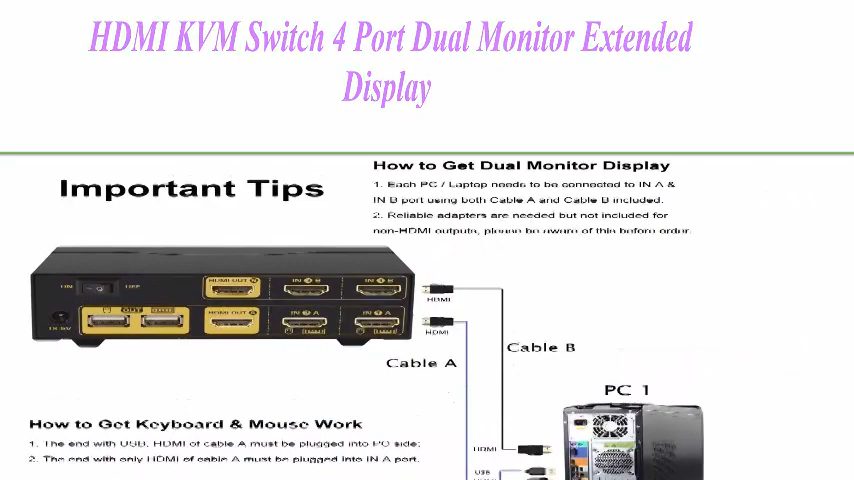 HDMI KVM Switch 4 Port Dual Monitor Extended
Display
Important Tips
How to Get Dual Monitor Display
1. Each PC / Laptop needs to be connected to IN A &
IN B port using both Cable A and Cable B included.
2. Reliable adapters are needed but not included for
non-HDMI outputs, please be aware of this before order.
ON OFF
HDMI OUT
IN B
IN B
DC 5V
OUT
HDMI OUT
IN A
IN A
HDMI
HDMI
Cable A
Cable B
PC 1
How to Get Keyboard & Mouse Work
1. The end with USB, HDMI of cable A must be plugged into PC side;
2. The end with only HDMI of cable A must be plugged into IN A port.
HDMI
USB